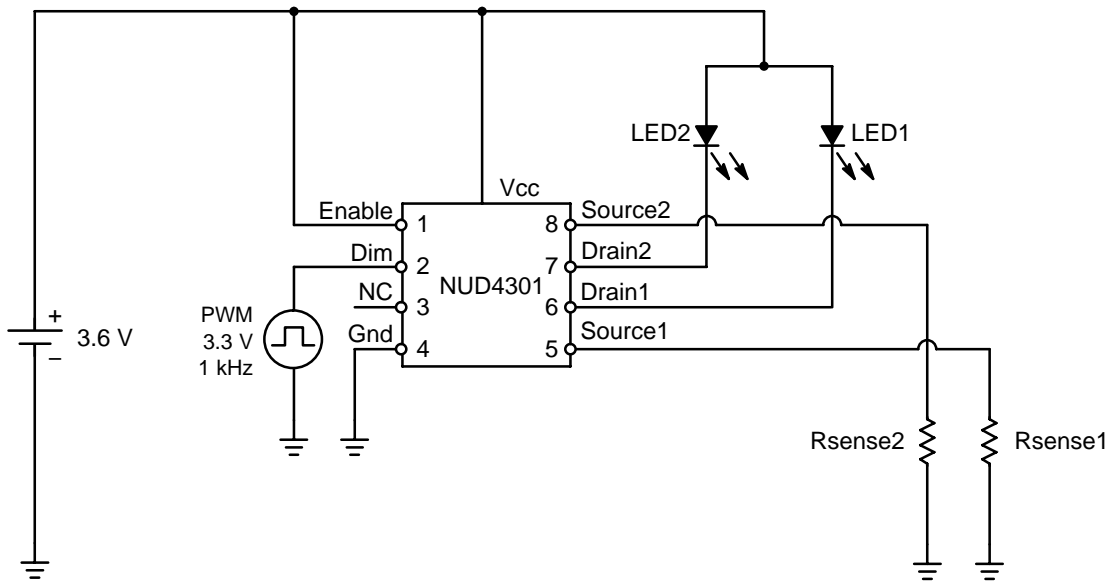 LED2
LED1
Vcc
Enable
1
8
Source2
Dim
2
7
Drain2
NUD4301
NC
3
6
Drain1
Gnd
4
5
Source1
PWM
3.3 V
1 kHz
+
3.6 V
–
Rsense2
Rsense1